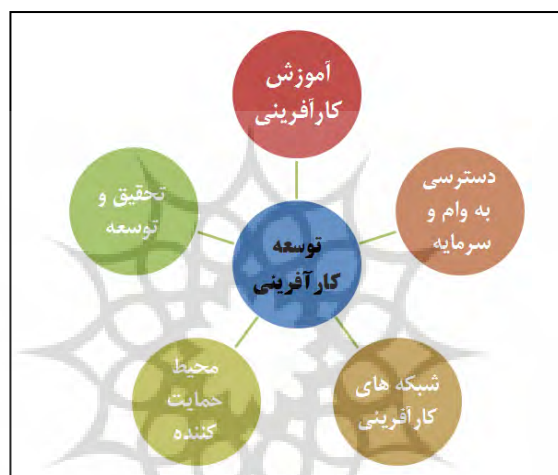 آموزش
کارآفرینی
دسترسی
به وام و
سرمایه
شبکه های
کارآفرینی
محیط
حمایت
کننده
تحقیق و
توسعه
توسعه
کارآفرینی